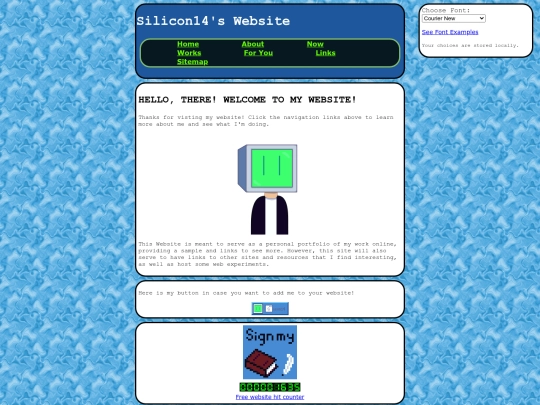 Silicon14's Website
Home About Now
Works For You Links
Sitemap
Choose Font:
Courier New
See Font Examples
Your choices are stored locally.
HELLO, THERE! WELCOME TO MY WEBSITE!
Thanks for visting my website! Click the navigation links above to learn
more about me and see what I'm doing.
This Website is meant to serve as a personal portfolio of my work online,
providing a sample and links to see more. However, this site will also
serve to have links to other sites and resources that I find interesting,
as well as host some web experiments.
Here is my button in case you want to add me to your website!
Sign my
00001635
Free website hit counter